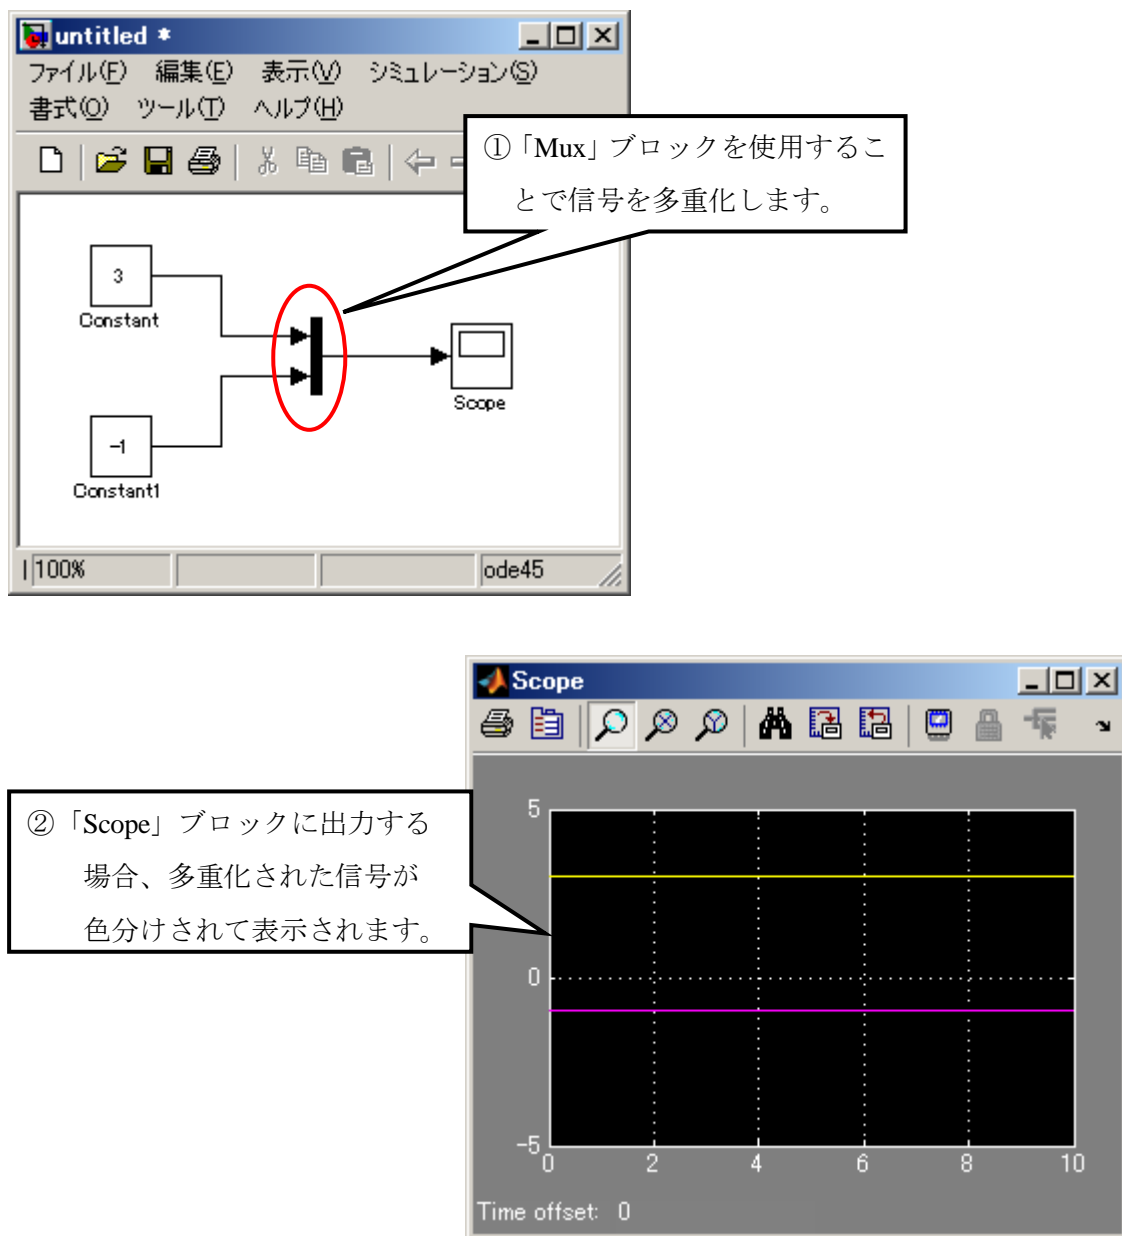 untitled *
ファイル(F) 編集(E) 表示(V) シミュレーション(S)
書式(O) ツール(T) ヘルプ(H)
①「Mux」ブロックを使用するこ
とで信号を多重化します。
3
Constant
Scope
-1
Constant1
100%
ode45
Scope
②「Scope」ブロックに出力する
場合、多重化された信号が
色分けされて表示されます。
5
0
-5
0 2 4 6 8 10
Time offset: 0